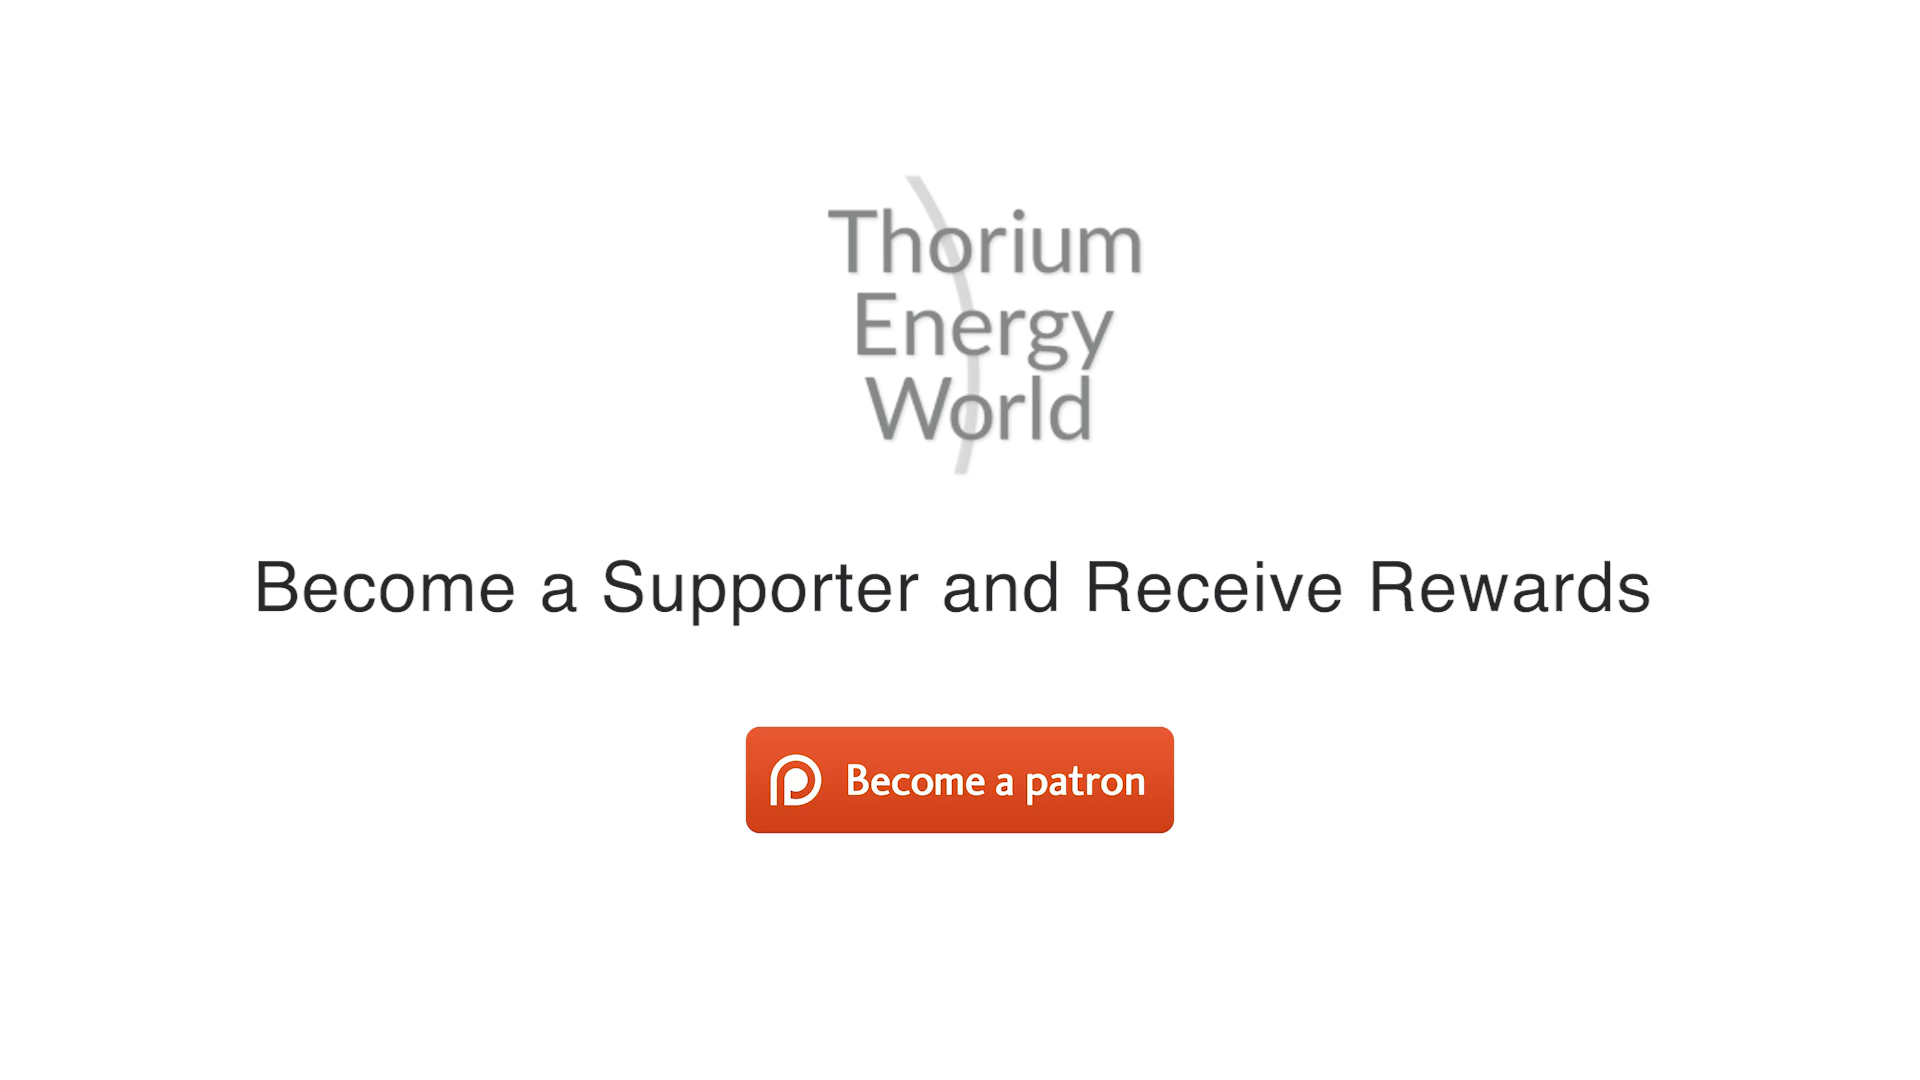 Thorium
Energy
World
Become a Supporter and Receive Rewards
Become a patron